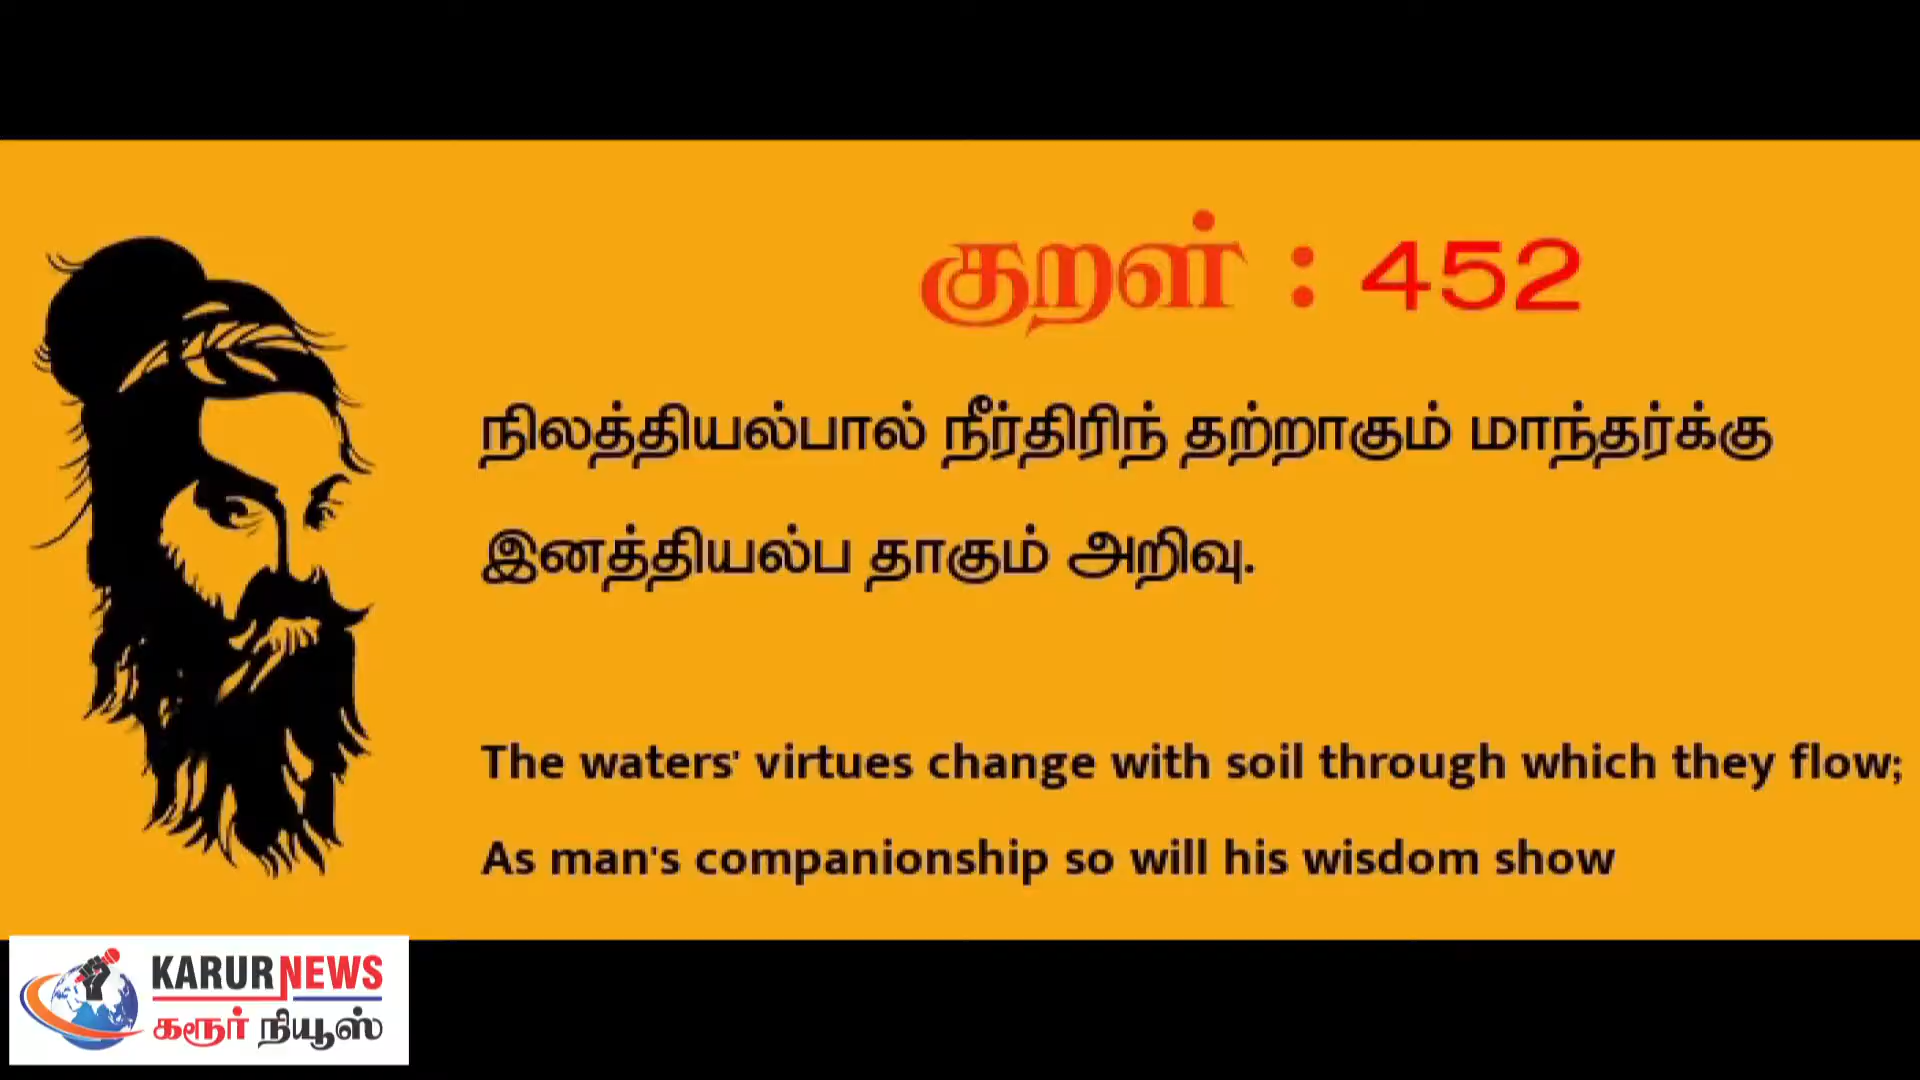 குறள் : 452
நிலத்தியல்பால் நீர்திரிந் தற்றாகும் மாந்தர்க்கு
இனத்தியல்ப தாகும் அறிவு.
The waters' virtues change with soil through which they flow;
As man's companionship so will his wisdom show
KARUR NEWS
கரூர் நியூஸ்